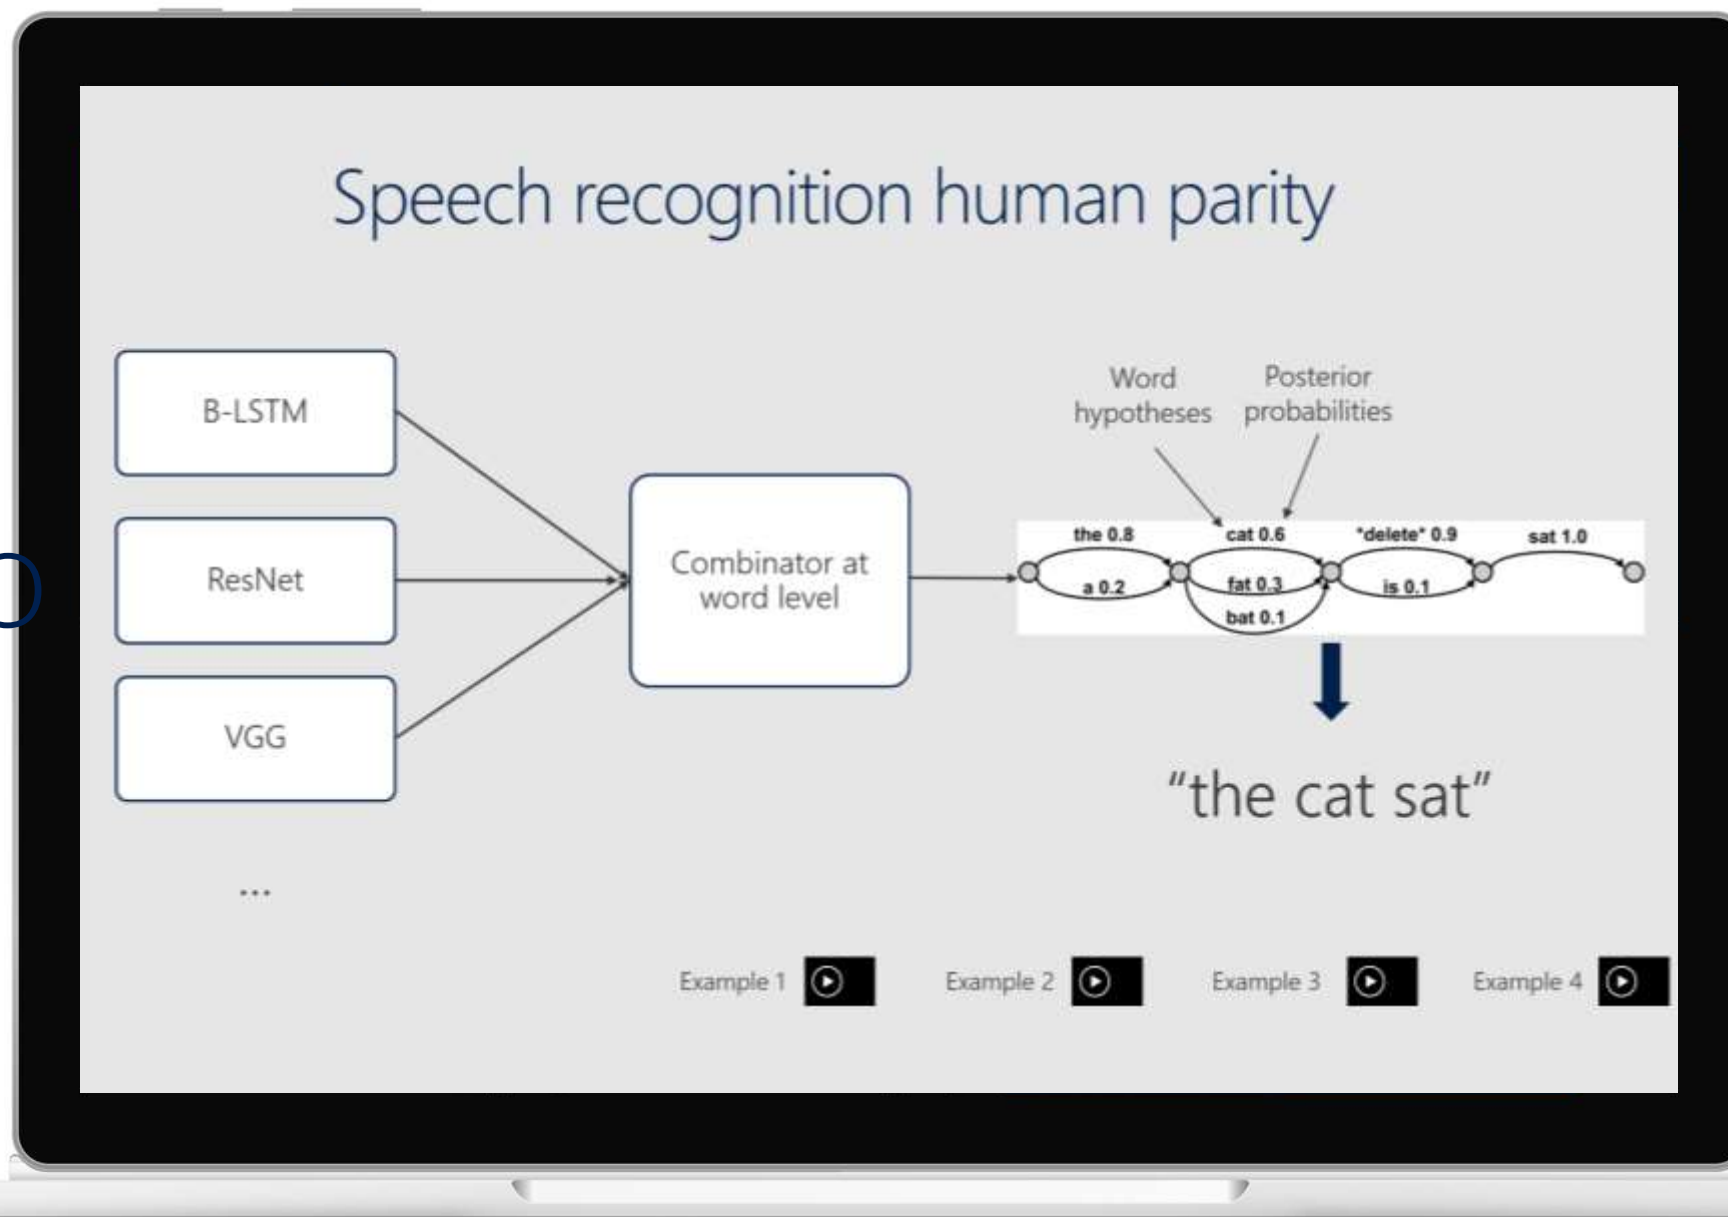 Speech recognition human parity
B-LSTM
ResNet
VGG
...
Combinator at
word level
Word
hypotheses
Posterior
probabilities
the 0.8
cat 0.6
*delete* 0.9
sat 1.0
a 0.2
fat 0.3
is 0.1
bat 0.1
“the cat sat”
Example 1
Example 2
Example 3
Example 4